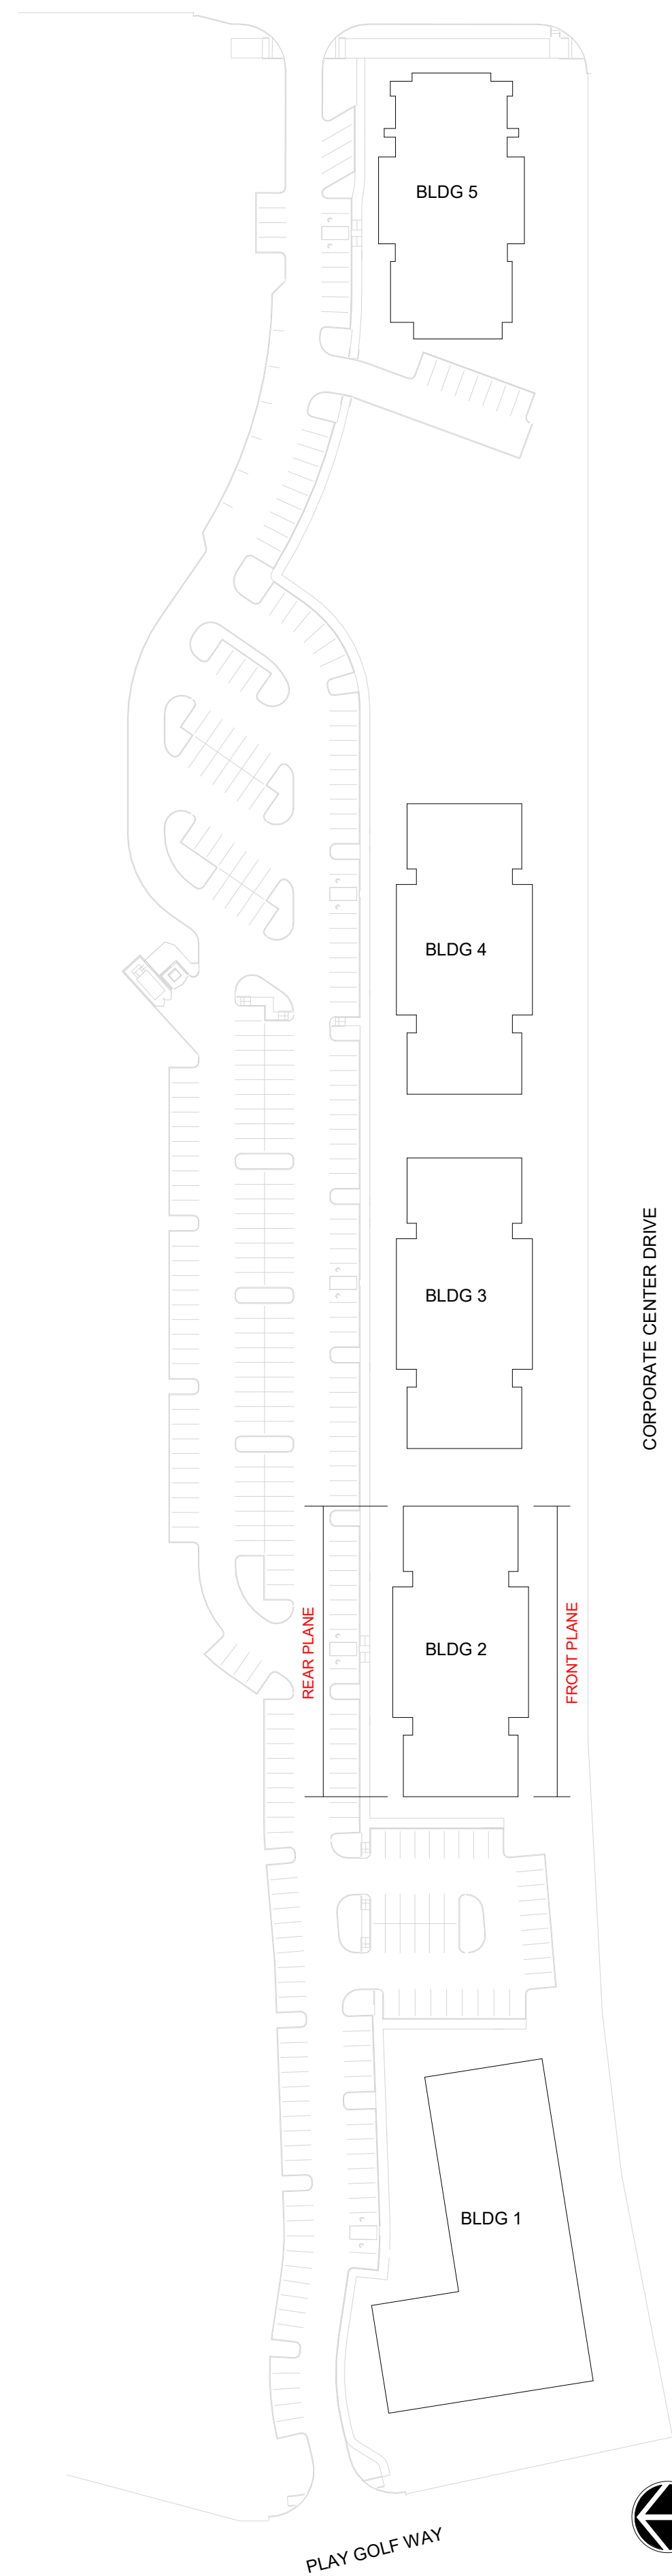 BLDG 5
BLDG 4
BLDG 3
CORPORATE CENTER DRIVE
REAR PLANE
BLDG 2
FRONT PLANE
BLDG 1
PLAY GOLF WAY